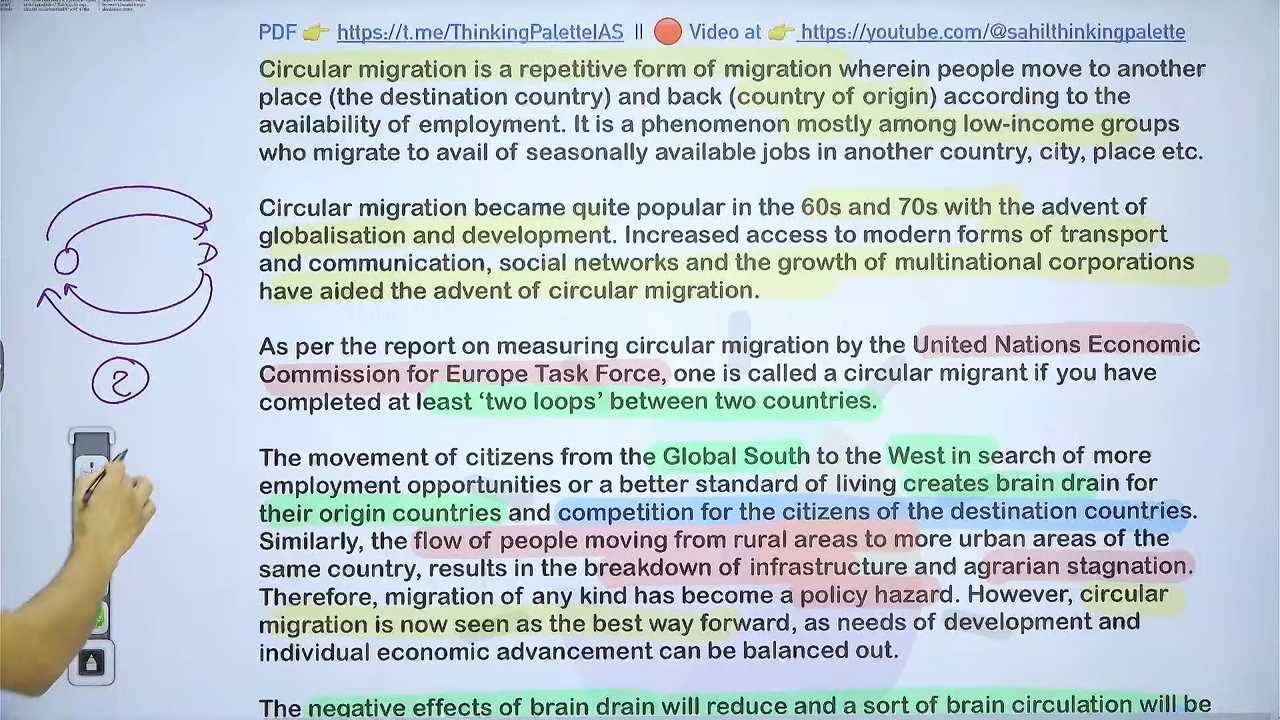 PDF 👉 https://t.me/ThinkingPaletteIAS || 🔴 Video at 👉 https://youtube.com/@sahilthinkingpalette
Circular migration is a repetitive form of migration wherein people move to another
place (the destination country) and back (country of origin) according to the
availability of employment. It is a phenomenon mostly among low-income groups
who migrate to avail of seasonally available jobs in another country, city, place etc.
Circular migration became quite popular in the 60s and 70s with the advent of
globalisation and development. Increased access to modern forms of transport
and communication, social networks and the growth of multinational corporations
have aided the advent of circular migration.
O D
2
As per the report on measuring circular migration by the United Nations Economic
Commission for Europe Task Force, one is called a circular migrant if you have
completed at least ‘two loops’ between two countries.
The movement of citizens from the Global South to the West in search of more
employment opportunities or a better standard of living creates brain drain for
their origin countries and competition for the citizens of the destination countries.
Similarly, the flow of people moving from rural areas to more urban areas of the
same country, results in the breakdown of infrastructure and agrarian stagnation.
Therefore, migration of any kind has become a policy hazard. However, circular
migration is now seen as the best way forward, as needs of development and
individual economic advancement can be balanced out.
The negative effects of brain drain will reduce and a sort of brain circulation will be